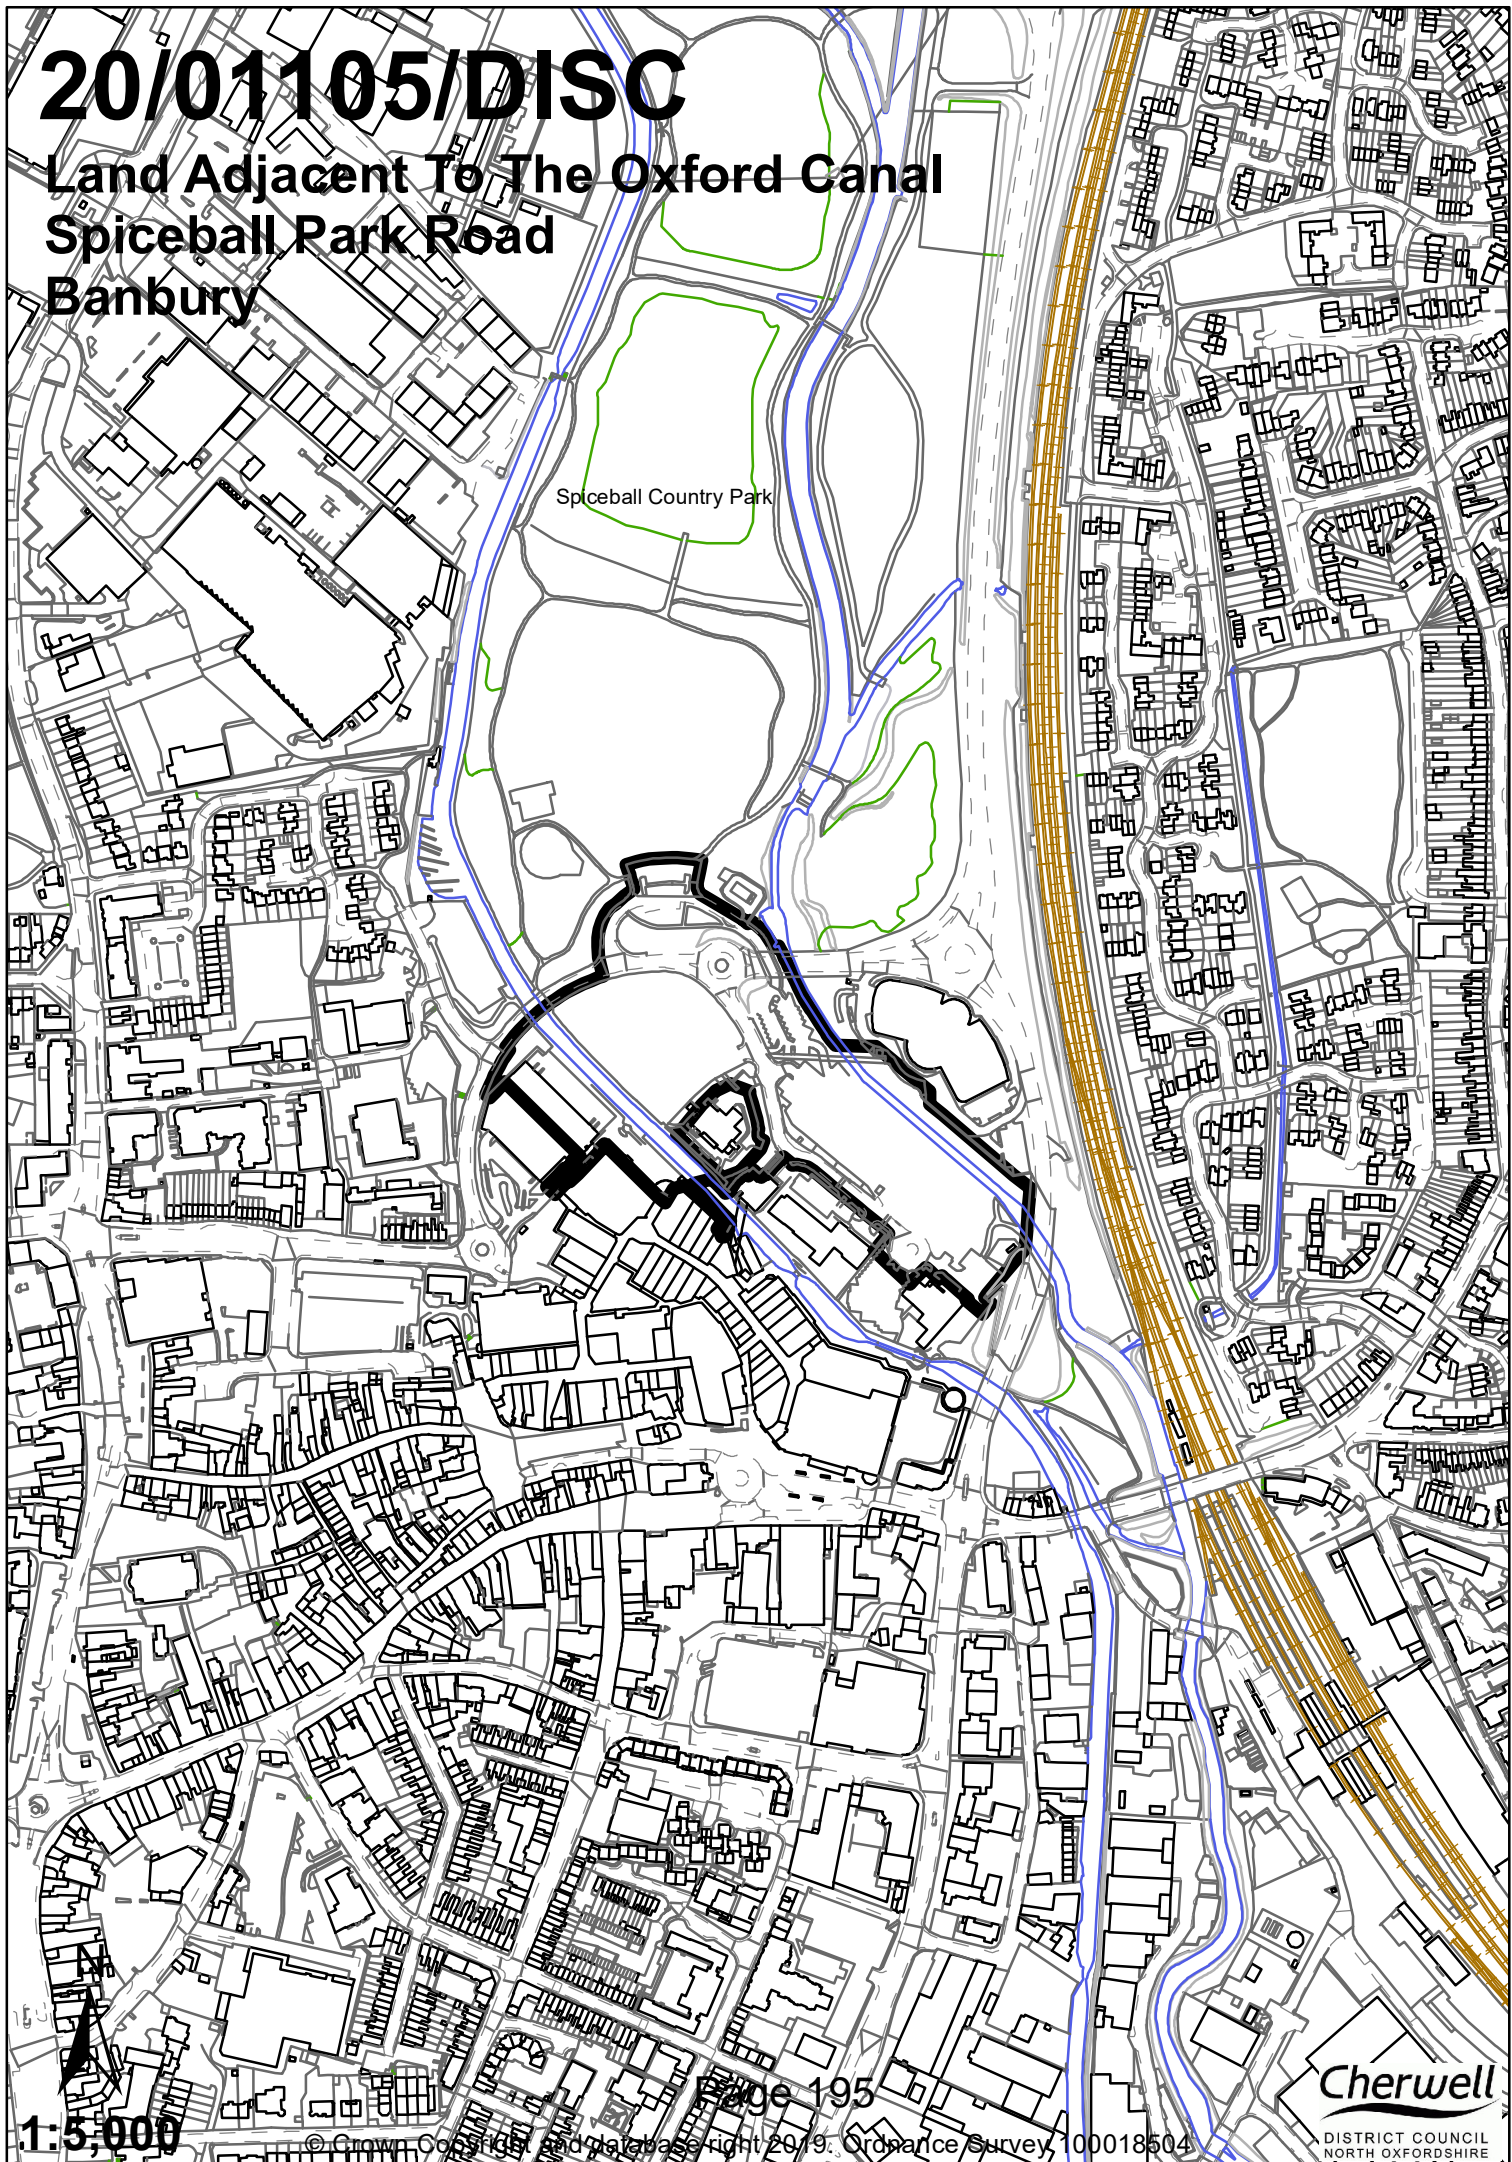 20/01105/DISC
Land Adjacent To The Oxford Canal
Spiceball Park Road
Banbury
Spiceball Country Park
N
Page 195
1:5,000
© Crown Copyright and database right 2019. Ordnance Survey 100018504
Cherwell
DISTRICT COUNCIL
NORTH OXFORDSHIRE